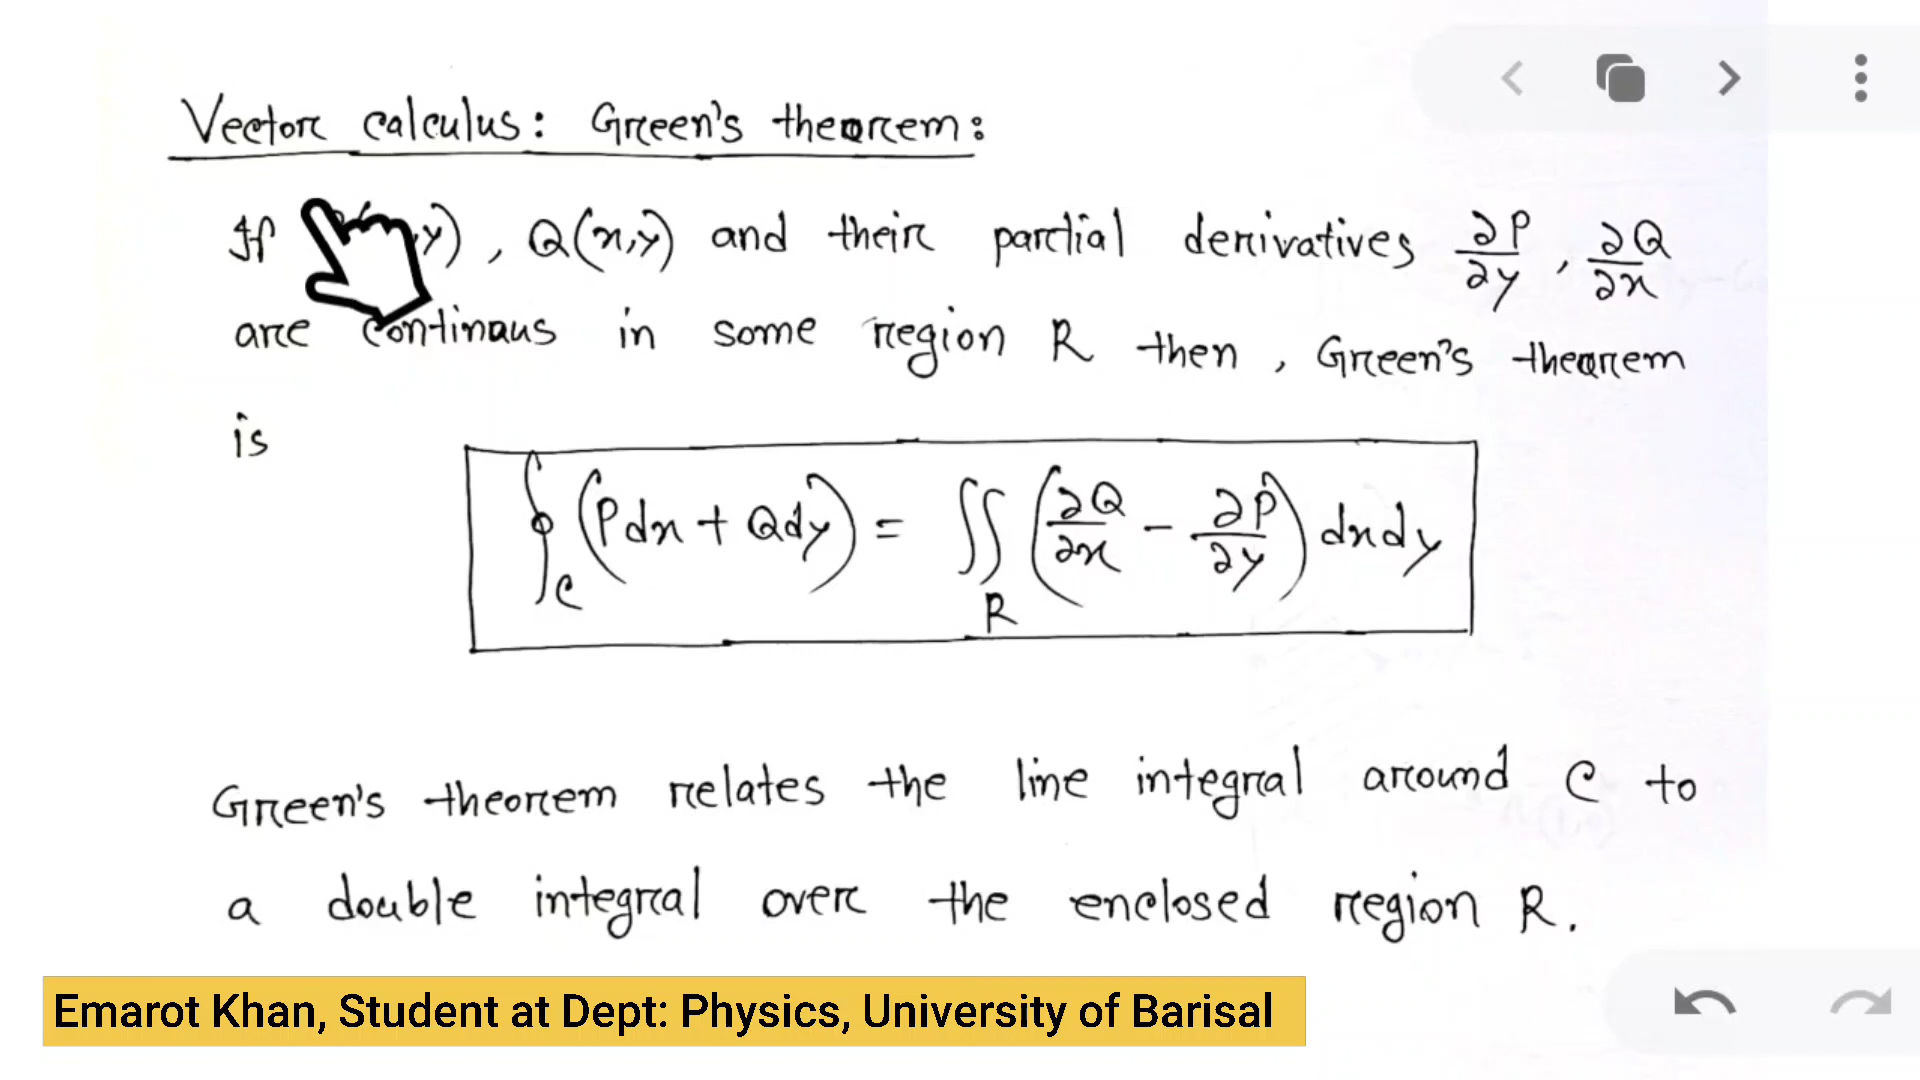 Vector calculus: Green's theorem:
If y), Q(x,y) and their partial derivatives ∂P/∂y, ∂Q/∂x
are continaus in some region R then, Green's theorem
is
∮_C (Pdx + Qdy) = ∬_R (∂Q/∂x - ∂P/∂y) dxdy
Green's theorem relates the line integral around C to
a double integral over the enclosed region R.
Emarot Khan, Student at Dept: Physics, University of Barisal